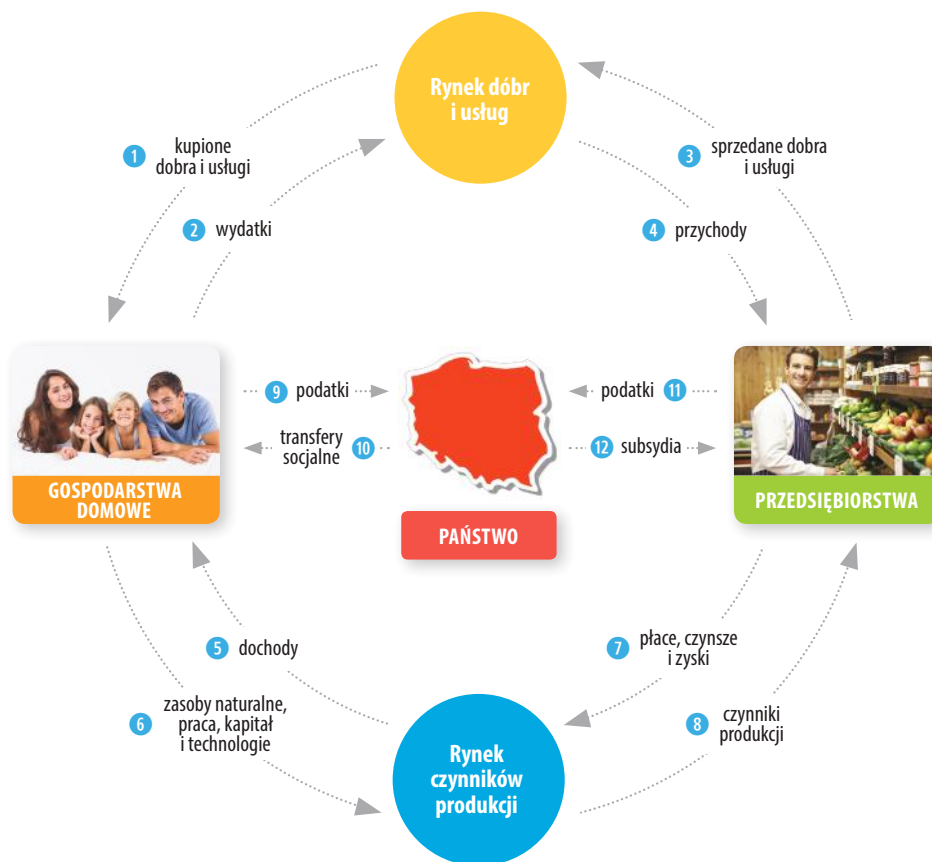 Rynek dóbr
i usług
1 kupione
dobra i usługi
3 sprzedane dobra
i usługi
2 wydatki
4 przychody
9 podatki
podatki 11
transfery
socjalne 10
12 subsydia
GOSPODARSTWA
DOMOWE
PAŃSTWO
PRZEDSIĘBIORSTWA
5 dochody
7 płace, czynsze
i zyski
6 zasoby naturalne,
praca, kapitał
i technologie
8 czynniki
produkcji
Rynek
czynników
produkcji